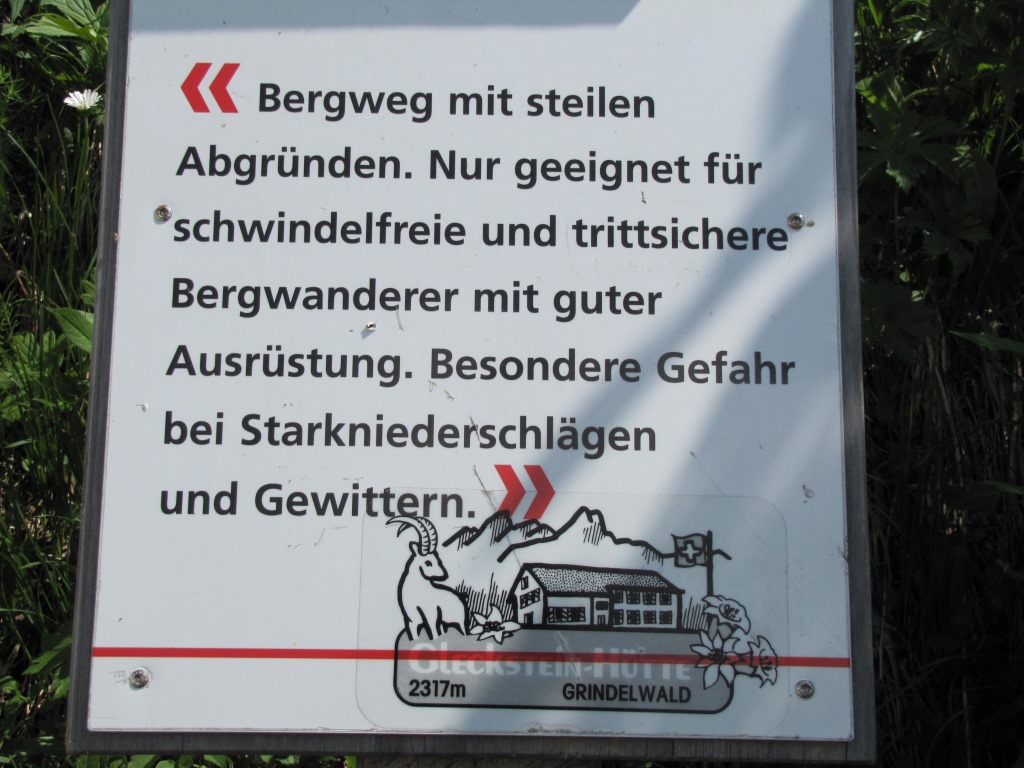 « Bergweg mit steilen
Abgründen. Nur geeignet für
schwindelfreie und trittsichere
Bergwanderer mit guter
Ausrüstung. Besondere Gefahr
bei Starkniederschlägen
und Gewittern. »
Gleckstein-Hütte
2317m GRINDELWALD